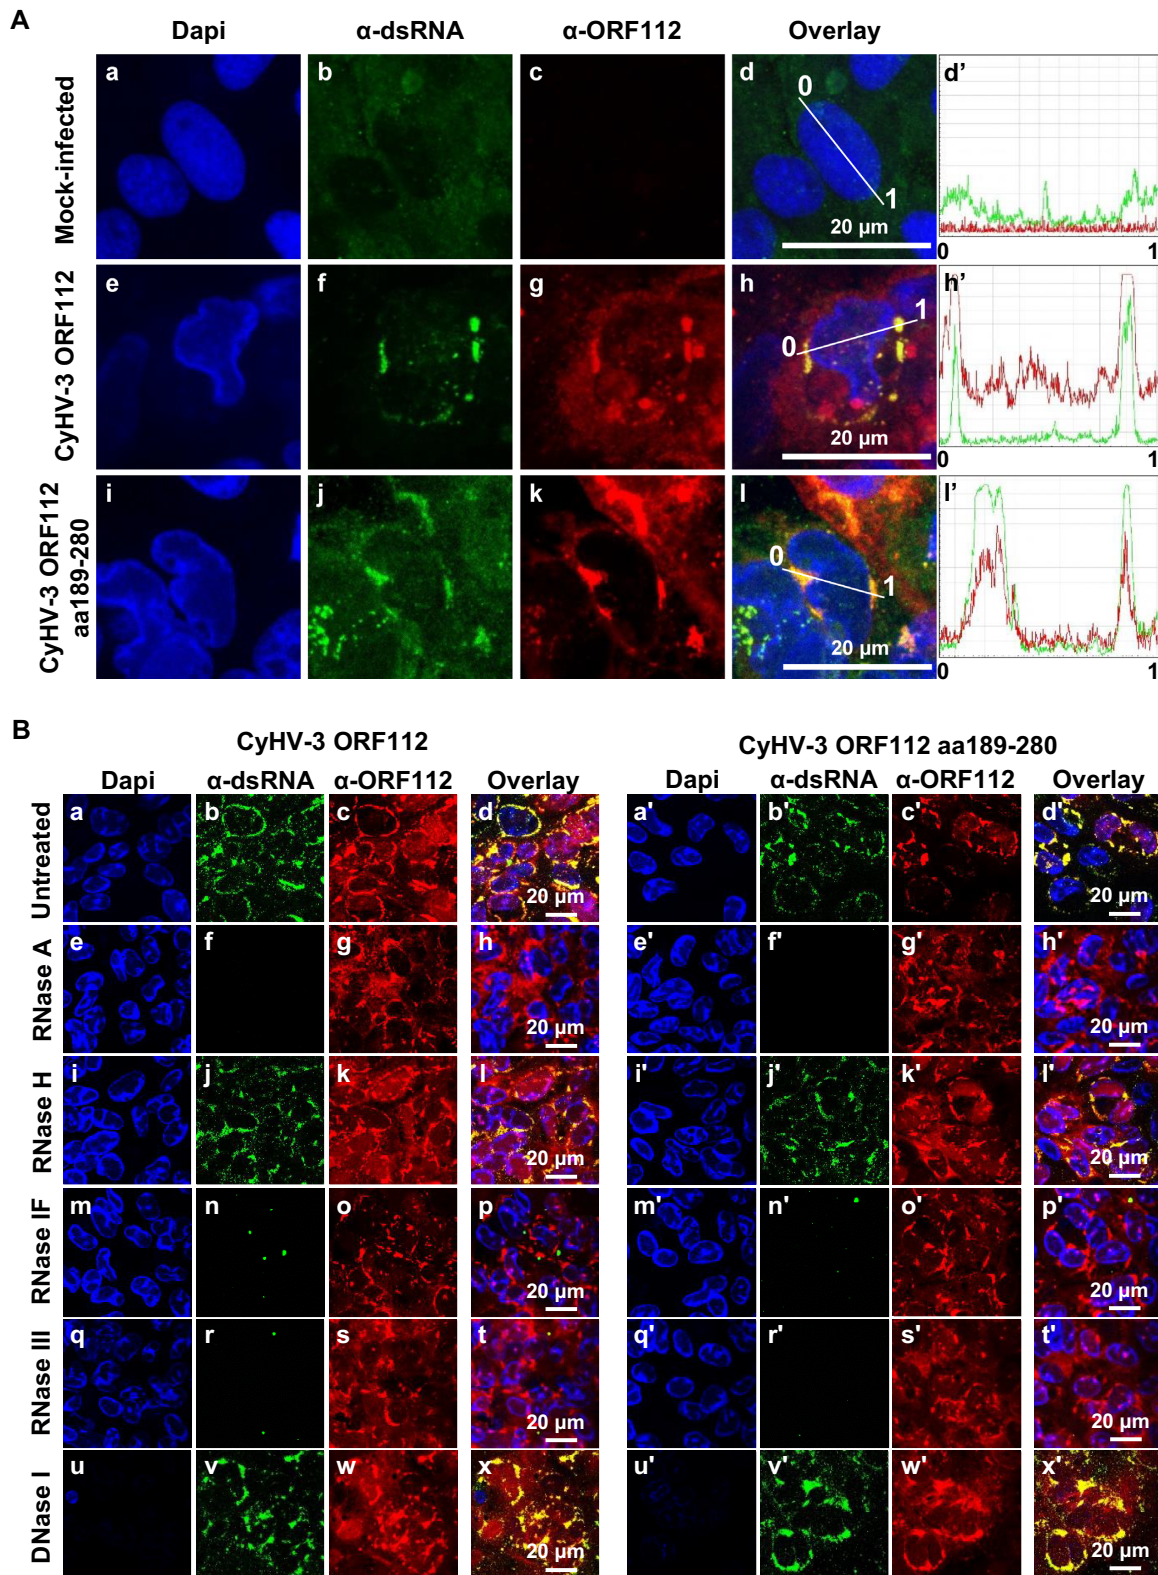 A
Dapi α-dsRNA α-ORF112 Overlay
Mock-infected
a b c d d’
0
1
20 µm
0 1
CyHV-3 ORF112
e f g h h’
0
1
20 µm
0 1
CyHV-3 ORF112
aa189-280
i j k l l’
0
1
20 µm
0 1
B
CyHV-3 ORF112 CyHV-3 ORF112 aa189-280
Dapi α-dsRNA α-ORF112 Overlay Dapi α-dsRNA α-ORF112 Overlay
Untreated
a b c d a' b' c' d'
20 µm 20 µm
RNase A
e f g h e' f' g' h'
20 µm 20 µm
RNase H
i j k l i' j' k' l'
20 µm 20 µm
RNase IF
m n o p m' n' o' p'
20 µm 20 µm
RNase III
q r s t q' r' s' t'
20 µm 20 µm
DNase I
u v w x u' v' w' x'
20 µm 20 µm